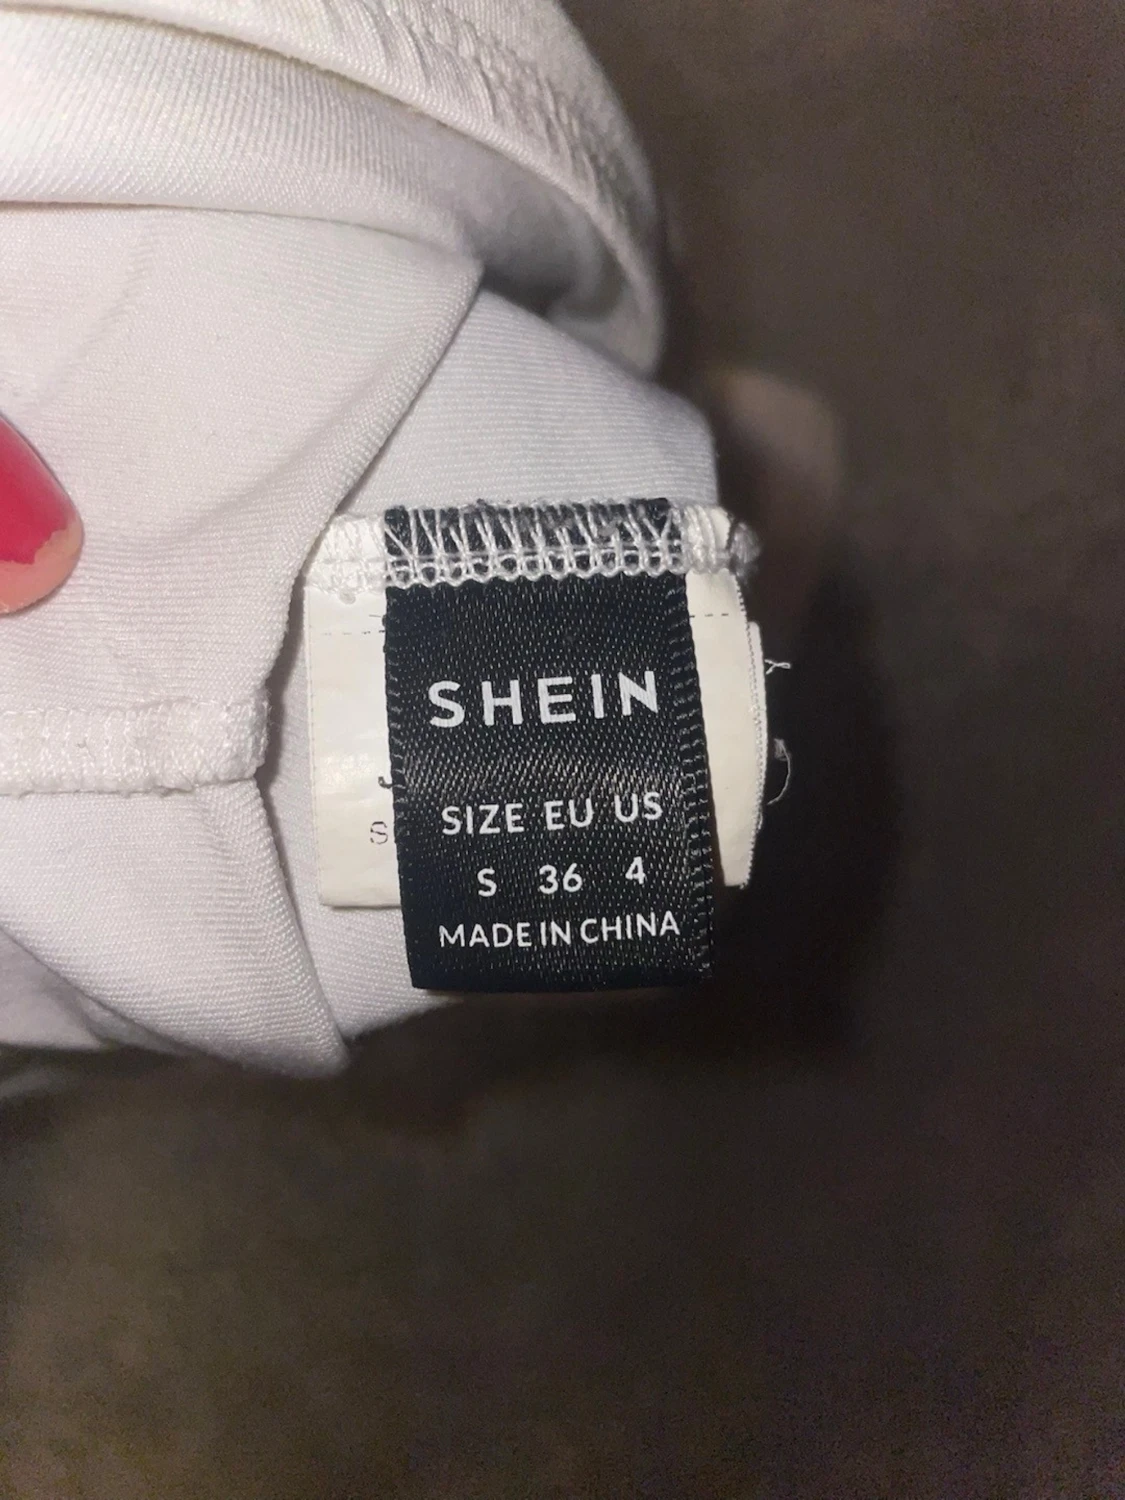 SHEIN
SIZE EU US
S 36 4
MADE IN CHINA